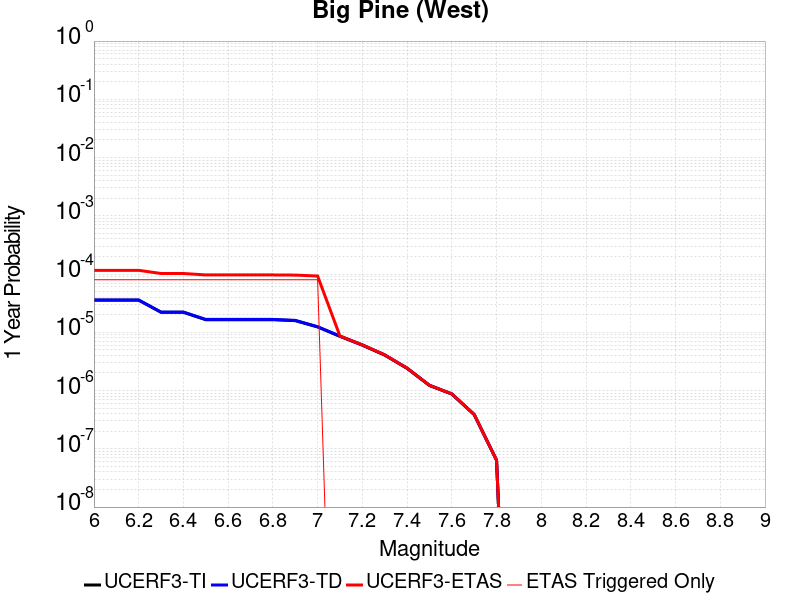 Big Pine (West)
10^0
10^-1
10^-2
10^-3
10^-4
10^-5
10^-6
10^-7
10^-8
1 Year Probability
6 6.2 6.4 6.6 6.8 7 7.2 7.4 7.6 7.8 8 8.2 8.4 8.6 8.8 9
Magnitude
UCERF3-TI UCERF3-TD UCERF3-ETAS ETAS Triggered Only